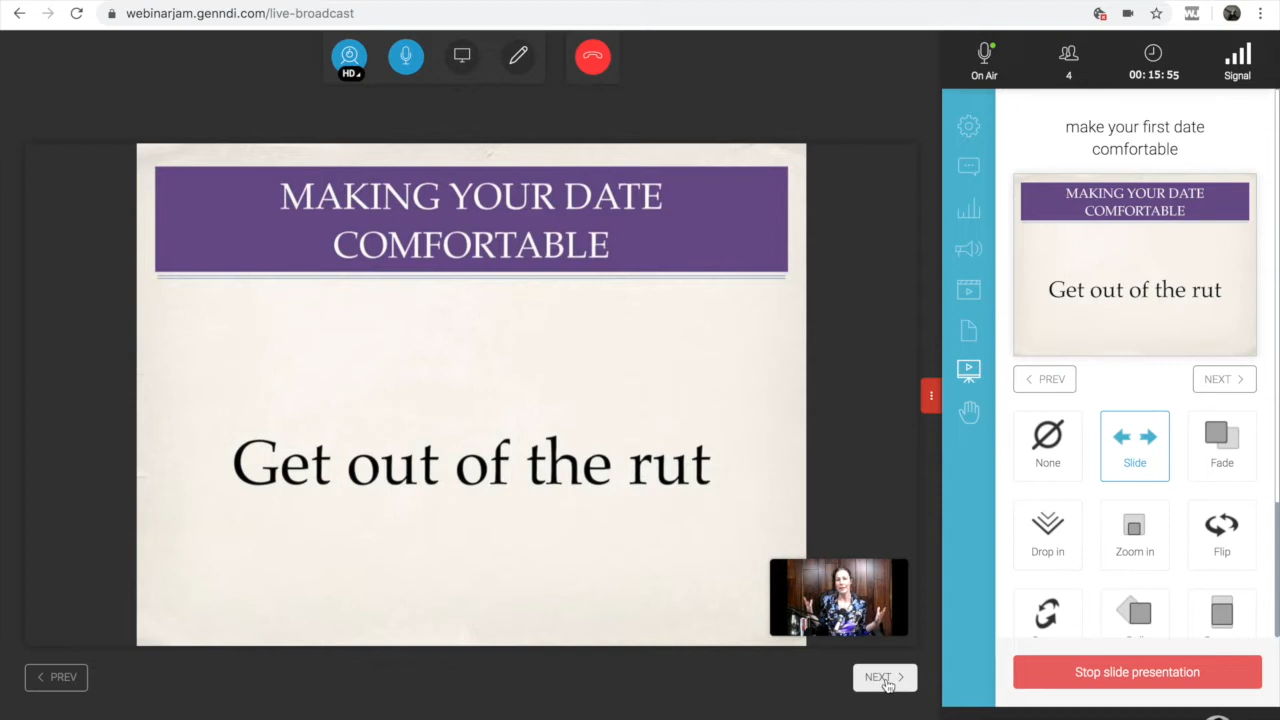 webinarjam.genndi.com/live-broadcast
HD
On Air
4
00:15:55
Signal
MAKING YOUR DATE
COMFORTABLE
Get out of the rut
PREV
NEXT
make your first date
comfortable
MAKING YOUR DATE
COMFORTABLE
Get out of the rut
PREV
NEXT
None
Slide
Fade
Drop in
Zoom in
Flip
Stop slide presentation